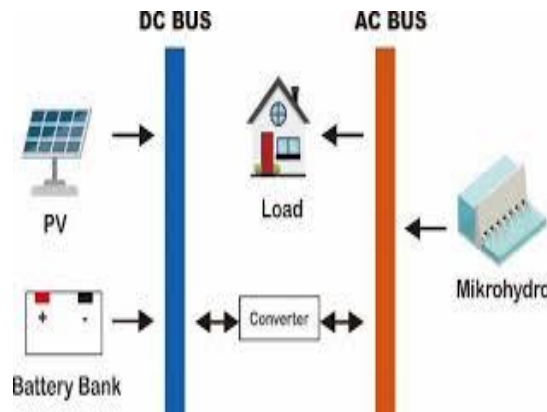 DC BUS
AC BUS
PV
Load
Mikrohydro
+ -
Converter
Battery Bank